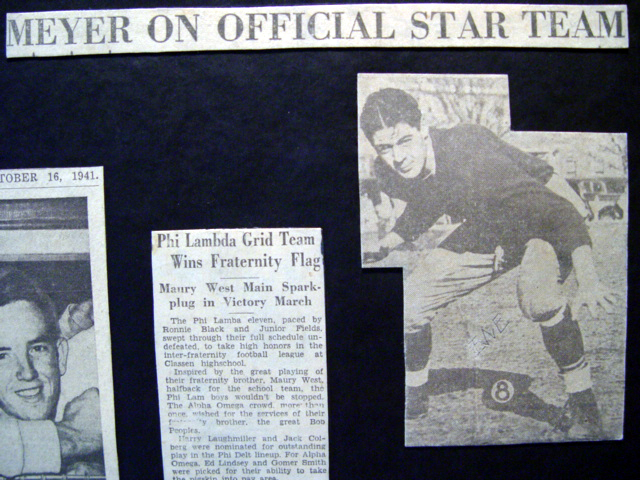 MEYER ON OFFICIAL STAR TEAM
TOBER 16, 1941.
Phi Lambda Grid Team
Wins Fraternity Flag
Maury West Main Spark-
plug in Victory March
The Phi Lamba eleven, paced by
Ronnie Black and Junior Fields,
swept through their full schedule un-
defeated, to take high honors in the
inter-fraternity football league at
Classen highschool.
Inspired by the great playing of
their fraternity brother, Maury West,
halfback for the school team, the
Phi Lam boys wouldn't be stopped.
The Alpha Omega crowd, more than
once, wished for the services of their
fraternity brother, the great Bob
Peoples.
Harry Laughmiller and Jack Col-
berg were nominated for outstanding
play in the Phi Delt lineup. For Alpha
Omega, Ed Lindsey and Gomer Smith
were picked for their ability to take
the pigskin into pay area.
8